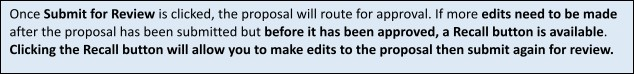 Once Submit for Review is clicked, the proposal will route for approval. If more edits need to be made
after the proposal has been submitted but before it has been approved, a Recall button is available.
Clicking the Recall button will allow you to make edits to the proposal then submit again for review.